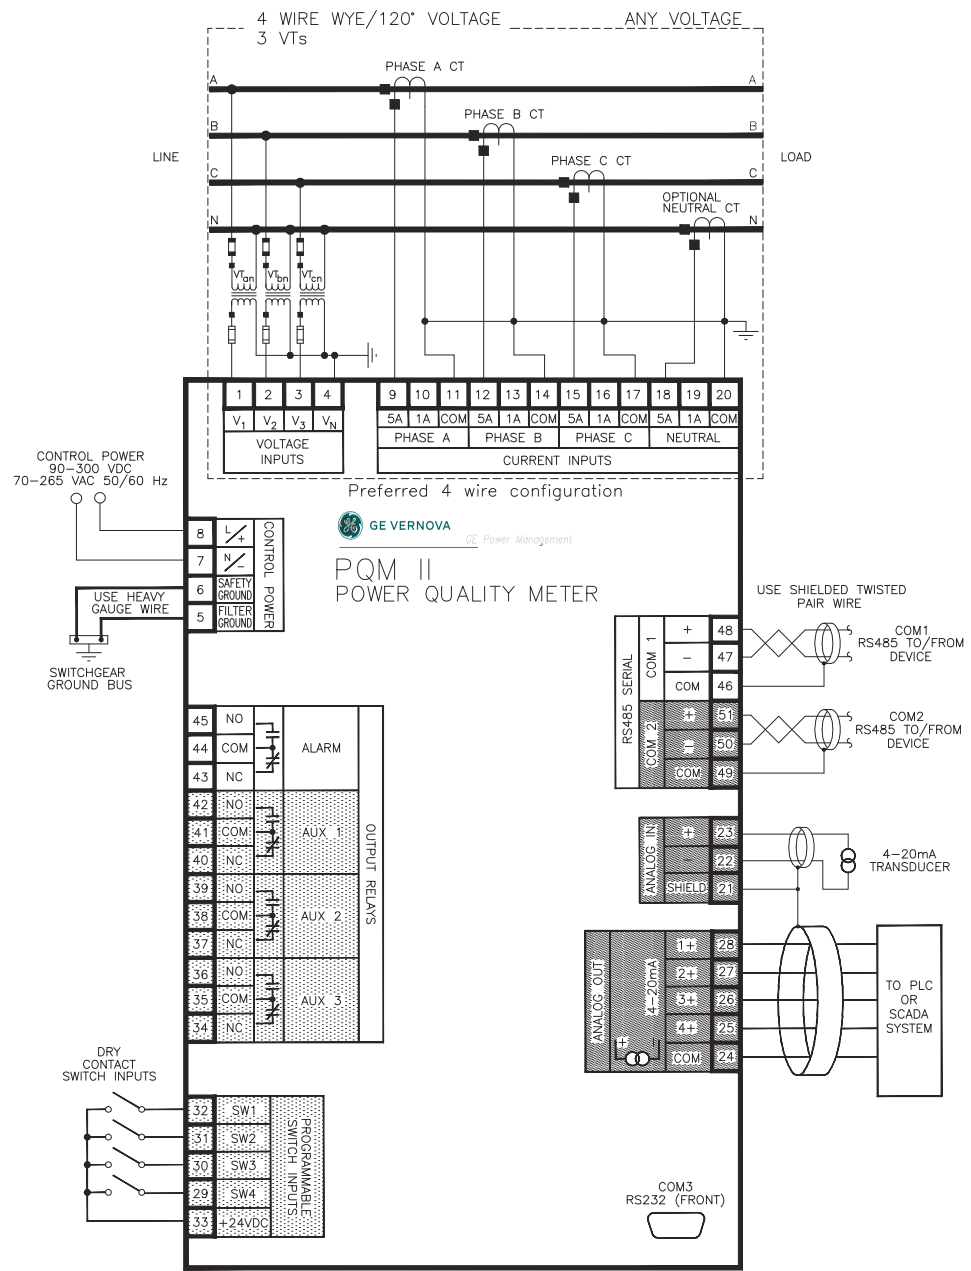 4 WIRE WYE/120° VOLTAGE
3 VTs
ANY VOLTAGE
PHASE A CT
A
A
PHASE B CT
B
B
LINE
PHASE C CT
LOAD
C
C
OPTIONAL
NEUTRAL CT
N
N
VTan
VTbn
VTcn
1 2 3 4
V1 V2 V3 VN
VOLTAGE
INPUTS
9 10 11 12 13 14 15 16 17 18 19 20
5A 1A COM 5A 1A COM 5A 1A COM 5A 1A COM
PHASE A PHASE B PHASE C NEUTRAL
CURRENT INPUTS
Preferred 4 wire configuration
CONTROL POWER
90-300 VDC
70-265 VAC 50/60 Hz
8 L/+
7 N/-
6 SAFETY
GROUND
5 FILTER
GROUND
CONTROL POWER
USE HEAVY
GAUGE WIRE
SWITCHGEAR
GROUND BUS
GE VERNOVA
GE Power Management
PQM II
POWER QUALITY METER
USE SHIELDED TWISTED
PAIR WIRE
RS485 SERIAL
COM 1
+ 48
- 47
COM 46
COM1
RS485 TO/FROM
DEVICE
COM 2
+ 51
- 50
COM 49
COM2
RS485 TO/FROM
DEVICE
45 NO
44 COM
43 NC
ALARM
42 NO
41 COM
40 NC
AUX 1
39 NO
38 COM
37 NC
AUX 2
36 NO
35 COM
34 NC
AUX 3
OUTPUT RELAYS
ANALOG IN
+ 23
- 22
SHIELD 21
4-20mA
TRANSDUCER
ANALOG OUT
4-20mA
+ -
1+ 28
2+ 27
3+ 26
4+ 25
COM 24
TO PLC
OR
SCADA
SYSTEM
DRY
CONTACT
SWITCH INPUTS
32 SW1
31 SW2
30 SW3
29 SW4
33 +24VDC
PROGRAMMABLE
SWITCH INPUTS
COM3
RS232 (FRONT)